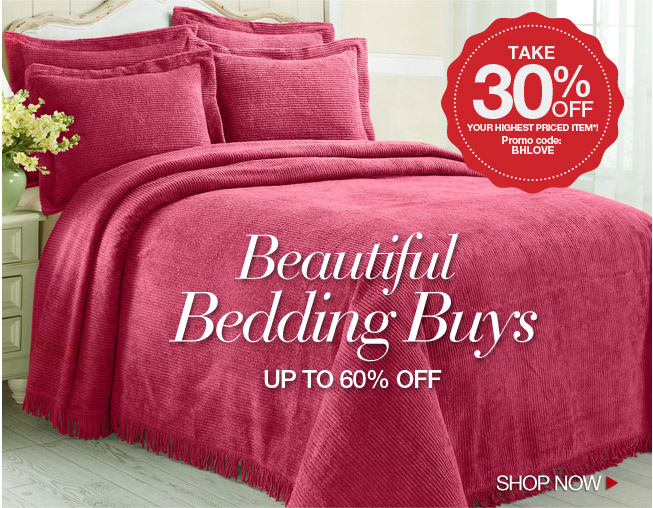 TAKE
30% OFF
YOUR HIGHEST PRICED ITEM*!
Promo code:
BHLOVE
Beautiful
Bedding Buys
UP TO 60% OFF
SHOP NOW